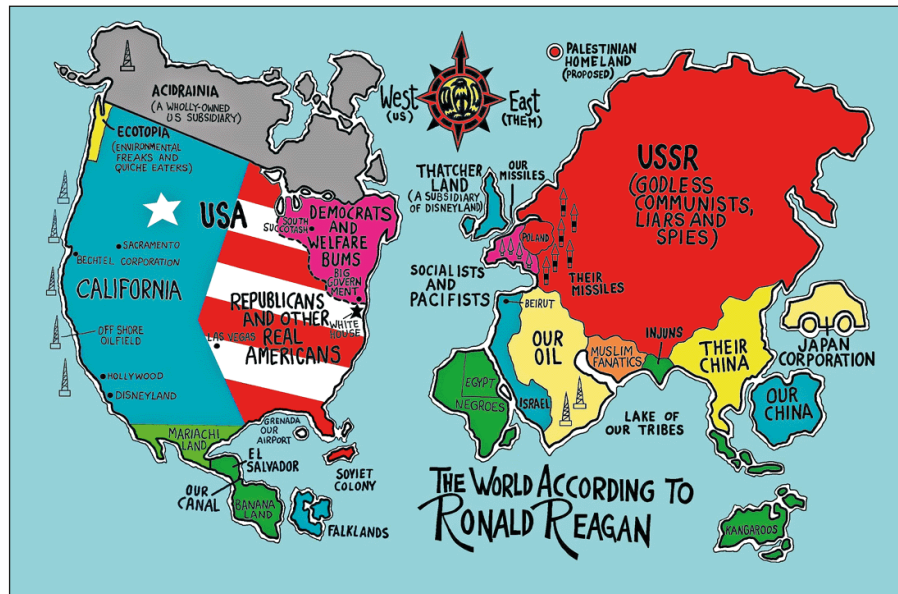 ACIDRAINIA
(A WHOLLY-OWNED
US SUBSIDIARY)
ECOTOPIA
(ENVIRONMENTAL
FREAKS AND
QUICHE EATERS)
USA
SOUTH
SUCCOTASH
DEMOCRATS
AND
WELFARE
BUMS
BIG
GOVERN
MENT
SACRAMENTO
BECHTEL CORPORATION
CALIFORNIA
REPUBLICANS
AND OTHER
REAL
AMERICANS
WHITE
HOUSE
LAS VEGAS
OFF SHORE
OILFIELD
HOLLYWOOD
DISNEYLAND
MARIACHI
LAND
GRENADA
OUR
AIRPORT
EL
SALVADOR
SOVIET
COLONY
OUR
CANAL
BANANA
LAND
FALKLANDS
West
(US)
East
(THEM)
PALESTINIAN
HOMELAND
(PROPOSED)
THATCHER
LAND
(A SUBSIDIARY
OF DISNEYLAND)
OUR
MISSILES
USSR
(GODLESS
COMMUNISTS,
LIARS AND
SPIES)
POLAND
SOCIALISTS
AND
PACIFISTS
THEIR
MISSILES
BEIRUT
OUR
OIL
MUSLIM
FANATICS
INJUNS
THEIR
CHINA
JAPAN
CORPORATION
EGYPT
NEGROES
ISRAEL
LAKE OF
OUR TRIBES
OUR
CHINA
THE WORLD ACCORDING TO
RONALD REAGAN
KANGAROOS